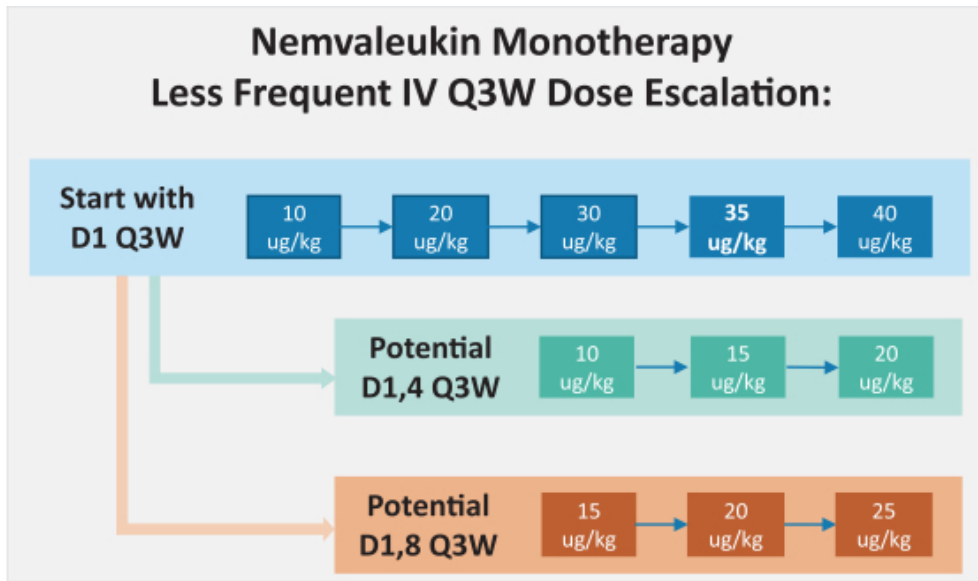 Nemvaleukin Monotherapy
Less Frequent IV Q3W Dose Escalation:
Start with
D1 Q3W
10
ug/kg
20
ug/kg
30
ug/kg
35
ug/kg
40
ug/kg
Potential
D1,4 Q3W
10
ug/kg
15
ug/kg
20
ug/kg
Potential
D1,8 Q3W
15
ug/kg
20
ug/kg
25
ug/kg